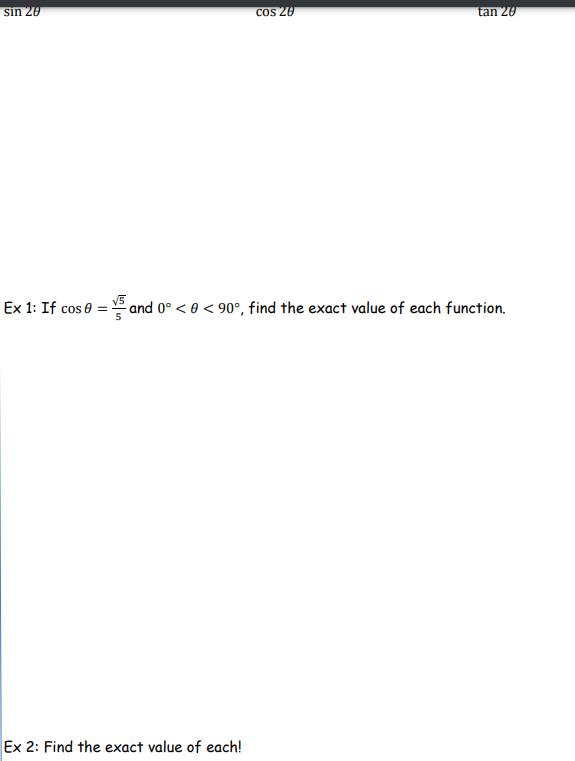 sin 2θ cos 2θ tan 2θ
Ex 1: If cos θ = √5/5 and 0° < θ < 90°, find the exact value of each function.
Ex 2: Find the exact value of each!